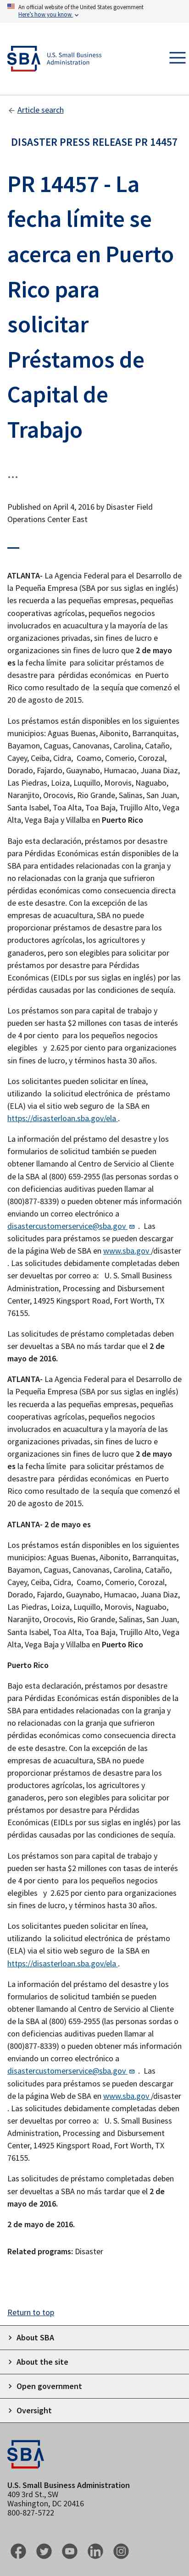 An official website of the United States government
Here's how you know
SBA
U.S. Small Business
Administration
Article search
DISASTER PRESS RELEASE PR 14457
PR 14457 - La
fecha límite se
acerca en Puerto
Rico para
solicitar
Préstamos de
Capital de
Trabajo
...
Published on April 4, 2016 by Disaster Field
Operations Center East
ATLANTA- La Agencia Federal para el Desarrollo de
la Pequeña Empresa (SBA por sus siglas en inglés)
les recuerda a las pequeñas empresas, pequeñas
cooperativas agrícolas, pequeños negocios
involucrados en acuacultura y la mayoría de las
organizaciones privadas, sin fines de lucro e
organizaciones sin fines de lucro que 2 de mayo
es la fecha límite para solicitar préstamos de
desastre para pérdidas económicas en Puerto
Rico como resultado de la sequía que comenzó el
20 de agosto de 2015.
Los préstamos están disponibles en los siguientes
municipios: Aguas Buenas, Aibonito, Barranquitas,
Bayamon, Caguas, Canovanas, Carolina, Cataño,
Cayey, Ceiba, Cidra, Coamo, Comerio, Corozal,
Dorado, Fajardo, Guaynabo, Humacao, Juana Diaz,
Las Piedras, Loiza, Luquillo, Morovis, Naguabo,
Naranjito, Orocovis, Rio Grande, Salinas, San Juan,
Santa Isabel, Toa Alta, Toa Baja, Trujillo Alto, Vega
Alta, Vega Baja y Villalba en Puerto Rico
Bajo esta declaración, préstamos por desastre
para Pérdidas Económicas están disponibles de la
SBA para entidades relacionadas con la granja y
no relacionadas con la granja que sufrieron
pérdidas económicas como consecuencia directa
de este desastre. Con la excepción de las
empresas de acuacultura, SBA no puede
proporcionar préstamos de desastre para los
productores agrícolas, los agricultores y
ganaderos, pero son elegibles para solicitar por
préstamos por desastre para Pérdidas
Económicas (EIDLs por sus siglas en inglés) por las
pérdidas causadas por las condiciones de sequía.
Los préstamos son para capital de trabajo y
pueden ser hasta $2 millones con tasas de interés
de 4 por ciento para los pequeños negocios
elegibles y 2.625 por ciento para organizaciones
sin fines de lucro, y términos hasta 30 años.
Los solicitantes pueden solicitar en línea,
utilizando la solicitud electrónica de préstamo
(ELA) via el sitio web seguro de la SBA en
https://disasterloan.sba.gov/ela .
La información del préstamo de desastre y los
formularios de solicitud también se pueden
obtener llamando al Centro de Servicio al Cliente
de la SBA al (800) 659-2955 (las personas sordas o
con deficiencias auditivas pueden llamar al
(800)877-8339) o pueden obtener más información
enviando un correo electrónico a
disastercustomerservice@sba.gov . Las
solicitudes para préstamos pueden descargarse de
la página Web de SBA en www.sba.gov /disaster
. Las solicitudes debidamente completadas deben
ser devueltas por correo a: U. S. Small Business
Administration, Processing and Disbursement
Center, 14925 Kingsport Road, Fort Worth, TX
76155.
Las solicitudes de préstamo completadas deben
ser devueltas a SBA no más tardar que el 2 de
mayo de 2016.
ATLANTA- La Agencia Federal para el Desarrollo de
la Pequeña Empresa (SBA por sus siglas en inglés)
les recuerda a las pequeñas empresas, pequeñas
cooperativas agrícolas, pequeños negocios
involucrados en acuacultura y la mayoría de las
organizaciones privadas, sin fines de lucro e
organizaciones sin fines de lucro que 2 de mayo
es la fecha límite para solicitar préstamos de
desastre para pérdidas económicas en Puerto
Rico como resultado de la sequía que comenzó el
20 de agosto de 2015.
ATLANTA- 2 de mayo es
Los préstamos están disponibles en los siguientes
municipios: Aguas Buenas, Aibonito, Barranquitas,
Bayamon, Caguas, Canovanas, Carolina, Cataño,
Cayey, Ceiba, Cidra, Coamo, Comerio, Corozal,
Dorado, Fajardo, Guaynabo, Humacao, Juana Diaz,
Las Piedras, Loiza, Luquillo, Morovis, Naguabo,
Naranjito, Orocovis, Rio Grande, Salinas, San Juan,
Santa Isabel, Toa Alta, Toa Baja, Trujillo Alto, Vega
Alta, Vega Baja y Villalba en Puerto Rico
Puerto Rico
Bajo esta declaración, préstamos por desastre
para Pérdidas Económicas están disponibles de la
SBA para entidades relacionadas con la granja y
no relacionadas con la granja que sufrieron
pérdidas económicas como consecuencia directa
de este desastre. Con la excepción de las
empresas de acuacultura, SBA no puede
proporcionar préstamos de desastre para los
productores agrícolas, los agricultores y
ganaderos, pero son elegibles para solicitar por
préstamos por desastre para Pérdidas
Económicas (EIDLs por sus siglas en inglés) por las
pérdidas causadas por las condiciones de sequía.
Los préstamos son para capital de trabajo y
pueden ser hasta $2 millones con tasas de interés
de 4 por ciento para los pequeños negocios
elegibles y 2.625 por ciento para organizaciones
sin fines de lucro, y términos hasta 30 años.
Los solicitantes pueden solicitar en línea,
utilizando la solicitud electrónica de préstamo
(ELA) via el sitio web seguro de la SBA en
https://disasterloan.sba.gov/ela .
La información del préstamo de desastre y los
formularios de solicitud también se pueden
obtener llamando al Centro de Servicio al Cliente
de la SBA al (800) 659-2955 (las personas sordas o
con deficiencias auditivas pueden llamar al
(800)877-8339) o pueden obtener más información
enviando un correo electrónico a
disastercustomerservice@sba.gov . Las
solicitudes para préstamos pueden descargarse de
la página Web de SBA en www.sba.gov /disaster
. Las solicitudes debidamente completadas deben
ser devueltas por correo a: U. S. Small Business
Administration, Processing and Disbursement
Center, 14925 Kingsport Road, Fort Worth, TX
76155.
Las solicitudes de préstamo completadas deben
ser devueltas a SBA no más tardar que el 2 de
mayo de 2016.
2 de mayo de 2016.
Related programs: Disaster
Return to top
About SBA
About the site
Open government
Oversight
SBA
U.S. Small Business Administration
409 3rd St., SW
Washington, DC 20416
800-827-5722